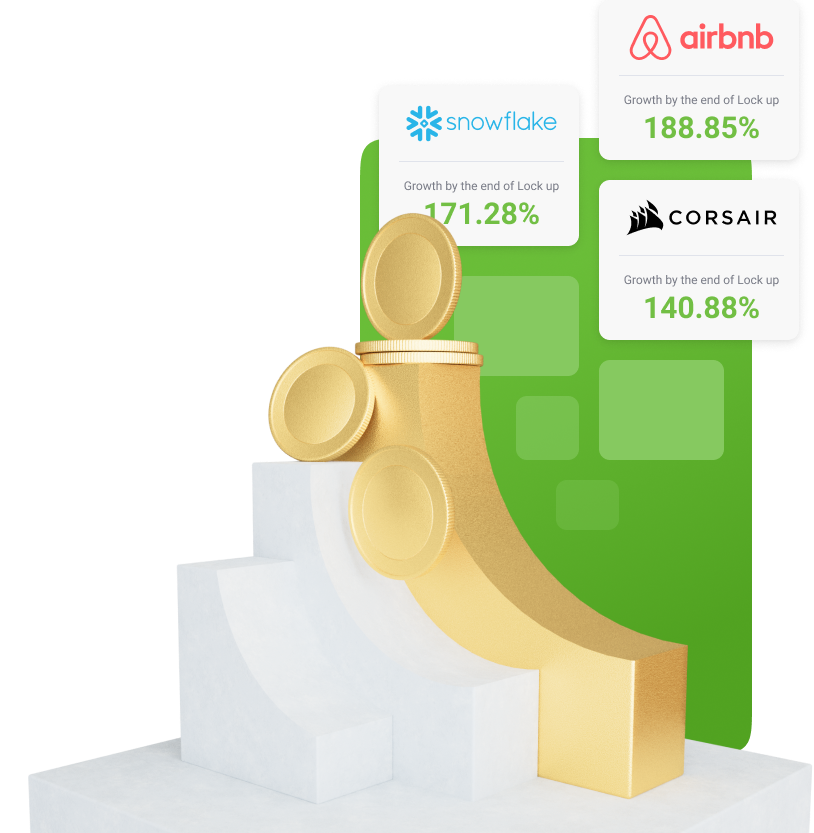 airbnb
Growth by the end of Lock up
188.85%
snowflake
Growth by the end of Lock up
171.28%
CORSAIR
Growth by the end of Lock up
140.88%